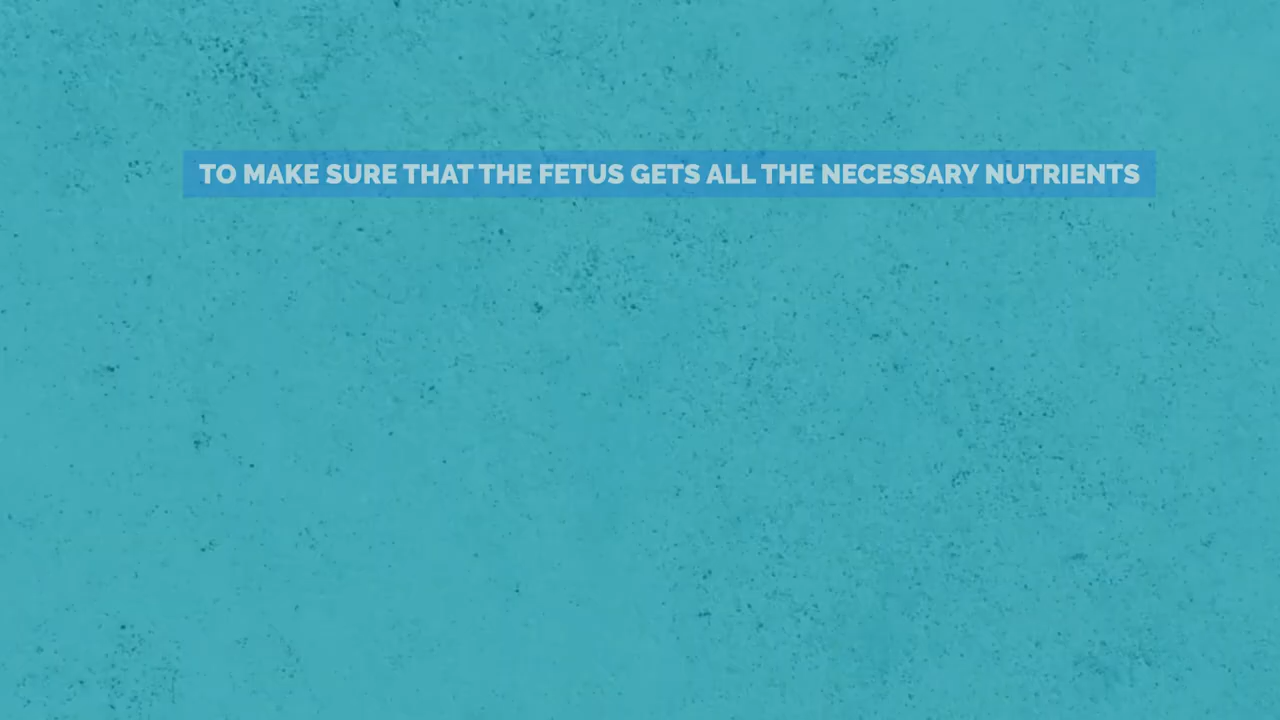 TO MAKE SURE THAT THE FETUS GETS ALL THE NECESSARY NUTRIENTS